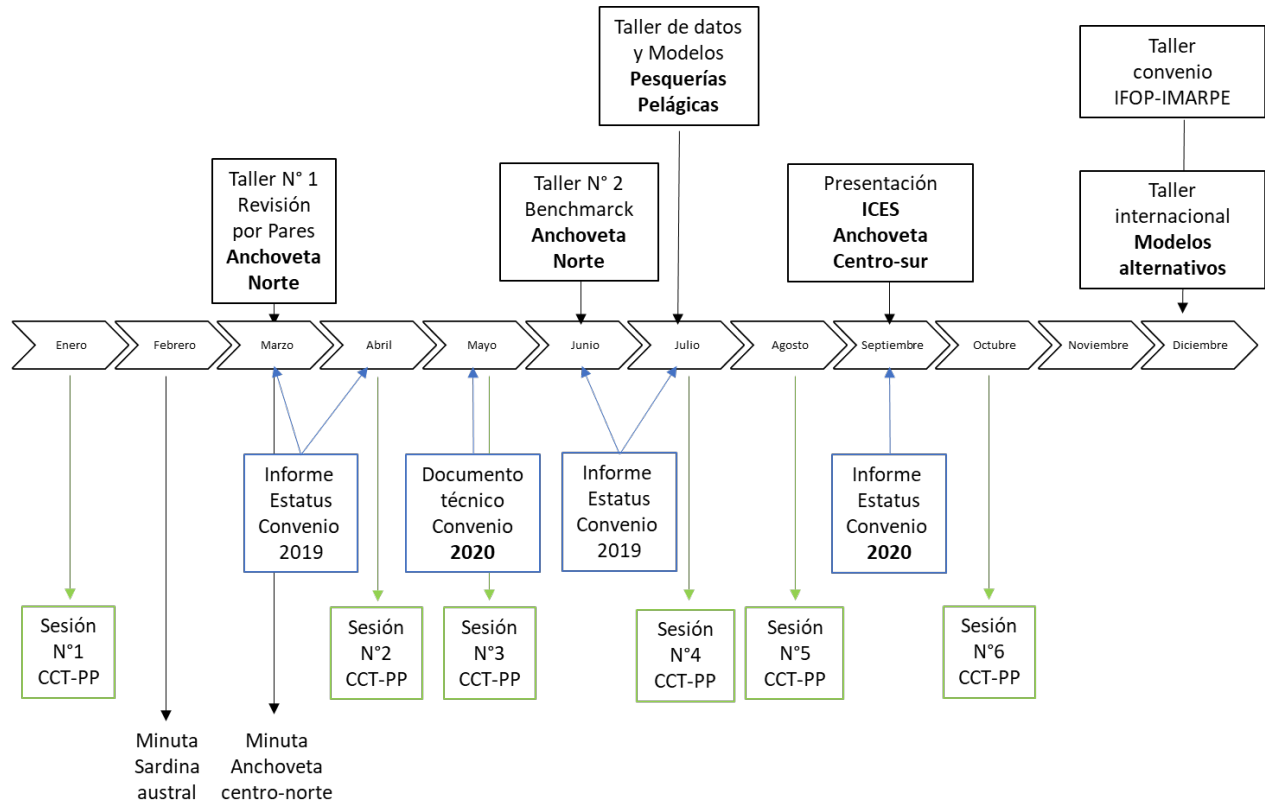 Taller de datos
y Modelos
Pesquerías
Pelágicas
Taller
convenio
IFOP-IMARPE
Taller N° 1
Revisión
por Pares
Anchoveta
Norte
Taller N° 2
Benchmarck
Anchoveta
Norte
Presentación
ICES
Anchoveta
Centro-sur
Taller
internacional
Modelos
alternativos
Enero
Febrero
Marzo
Abril
Mayo
Junio
Julio
Agosto
Septiembre
Octubre
Noviembre
Diciembre
Informe
Estatus
Convenio
2019
Documento
técnico
Convenio
2020
Informe
Estatus
Convenio
2019
Informe
Estatus
Convenio
2020
Sesión
N°1
CCT-PP
Sesión
N°2
CCT-PP
Sesión
N°3
CCT-PP
Sesión
N°4
CCT-PP
Sesión
N°5
CCT-PP
Sesión
N°6
CCT-PP
Minuta
Sardina
austral
Minuta
Anchoveta
centro-norte